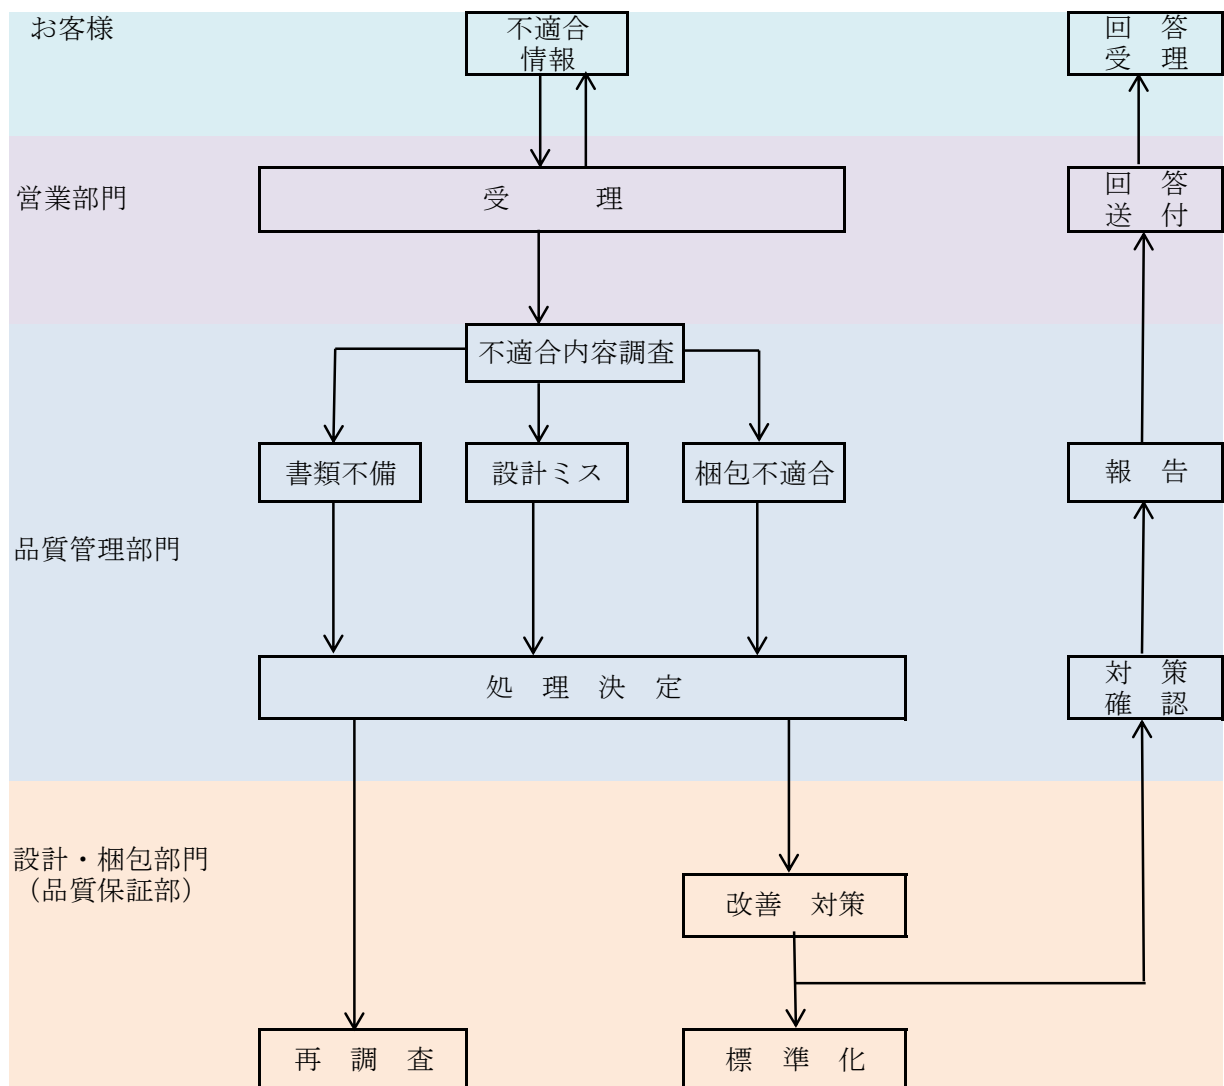 お客様
不適合
情報
回　答
受　理
営業部門
受　　　理
回　答
送　付
不適合内容調査
書類不備
設計ミス
梱包不適合
報　告
品質管理部門
処　理　決　定
対　策
確　認
設計・梱包部門
（品質保証部）
改善　対策
再　調　査
標　準　化